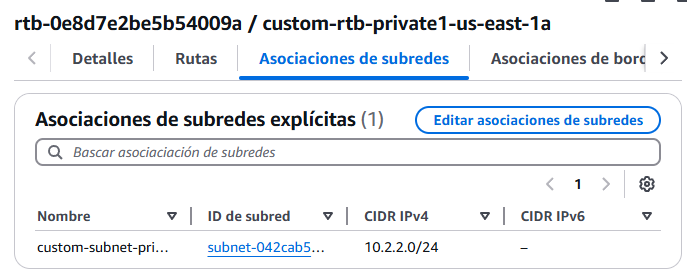 rtb-0e8d7e2be5b54009a / custom-rtb-private1-us-east-1a
Detalles Rutas Asociaciones de subredes Asociaciones de bord
Asociaciones de subredes explícitas (1) Editar asociaciones de subredes
Bascar asociaciación de subredes
1
Nombre ID de subred CIDR IPv4 CIDR IPv6
custom-subnet-pri... subnet-042cab5... 10.2.2.0/24 –